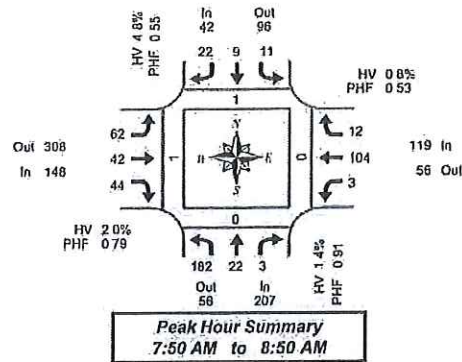 HV 4.8%
PHF 0.55
In
42
Out
96
22 9 11
HV 0.8%
PHF 0.53
1
62
42
44
Out 308
In 148
1
N
W E
S
0
12
104
3
119 In
56 Out
0
HV 2.0%
PHF 0.79
182 22 3
Out
56
In
207
HV 1.4%
PHF 0.91
Peak Hour Summary
7:50 AM to 8:50 AM